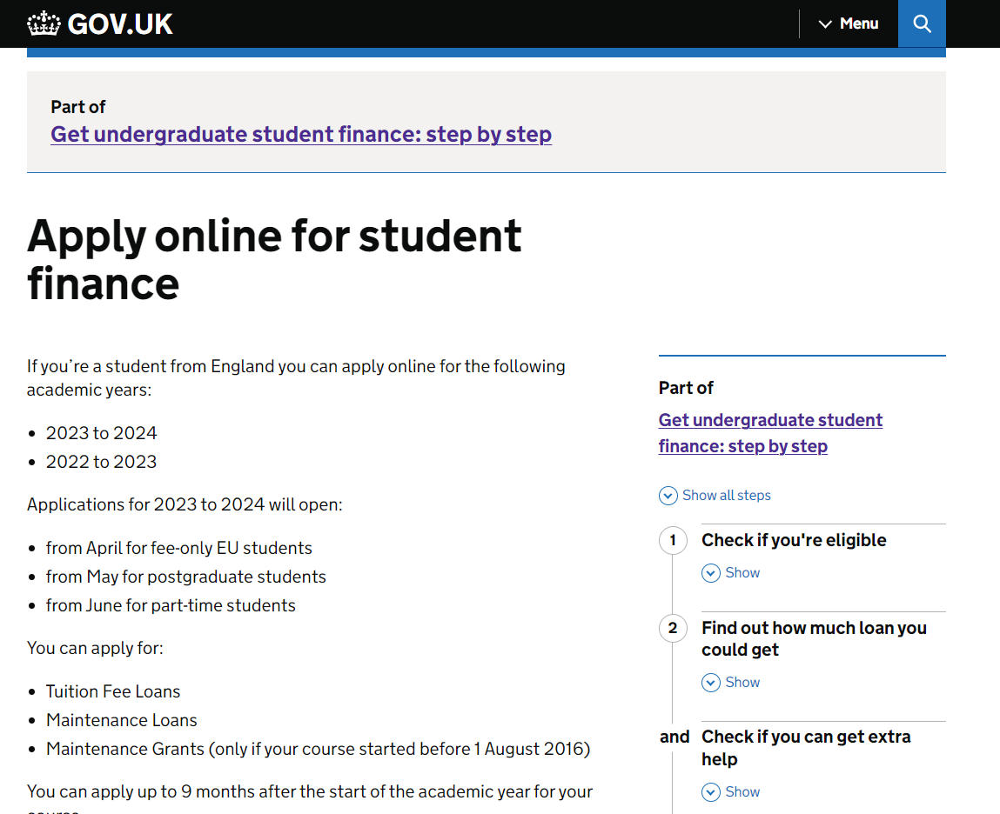 GOV.UK
Menu
Part of
Get undergraduate student finance: step by step
Apply online for student
finance
If you’re a student from England you can apply online for the following
academic years:
• 2023 to 2024
• 2022 to 2023
Applications for 2023 to 2024 will open:
• from April for fee-only EU students
• from May for postgraduate students
• from June for part-time students
You can apply for:
• Tuition Fee Loans
• Maintenance Loans
• Maintenance Grants (only if your course started before 1 August 2016)
You can apply up to 9 months after the start of the academic year for your
Part of
Get undergraduate student
finance: step by step
Show all steps
1 Check if you're eligible
Show
2 Find out how much loan you
could get
Show
and Check if you can get extra
help
Show